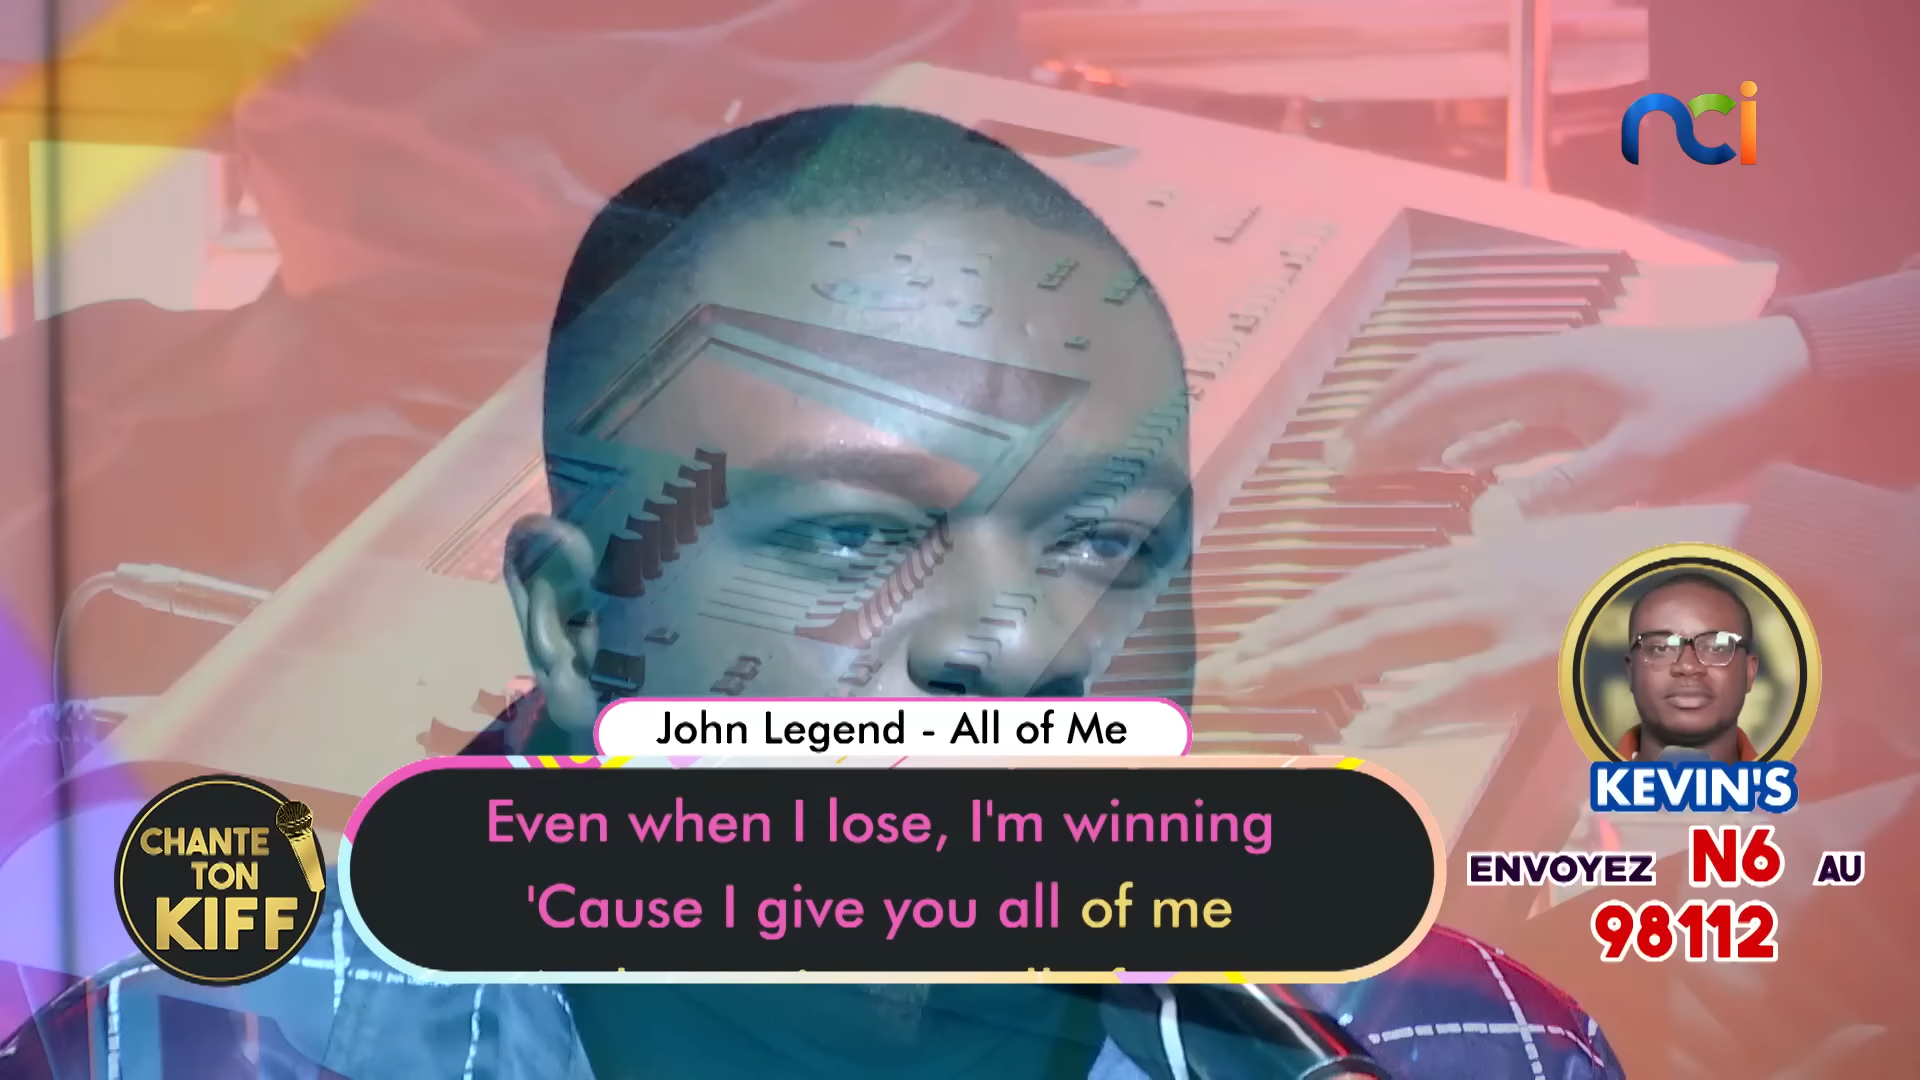 nci
John Legend - All of Me
Even when I lose, I'm winning
'Cause I give you all of me
CHANTE
TON
KIFF
KEVIN'S
ENVOYEZ N6 AU
98112